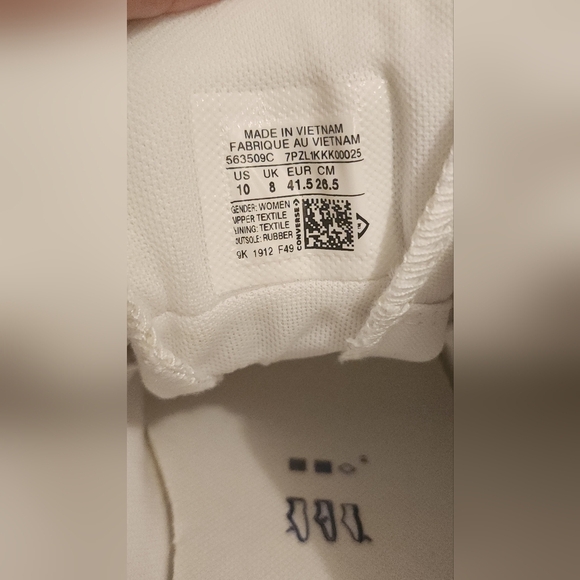 MADE IN VIETNAM
FABRIQUE AU VIETNAM
563509C 7PZL1KKK00025
US UK EUR CM
10 8 41.5 26.5
GENDER: WOMEN
UPPER TEXTILE
LINING: TEXTILE
OUTSOLE: RUBBER
CONVERSE
9K 1912 F49